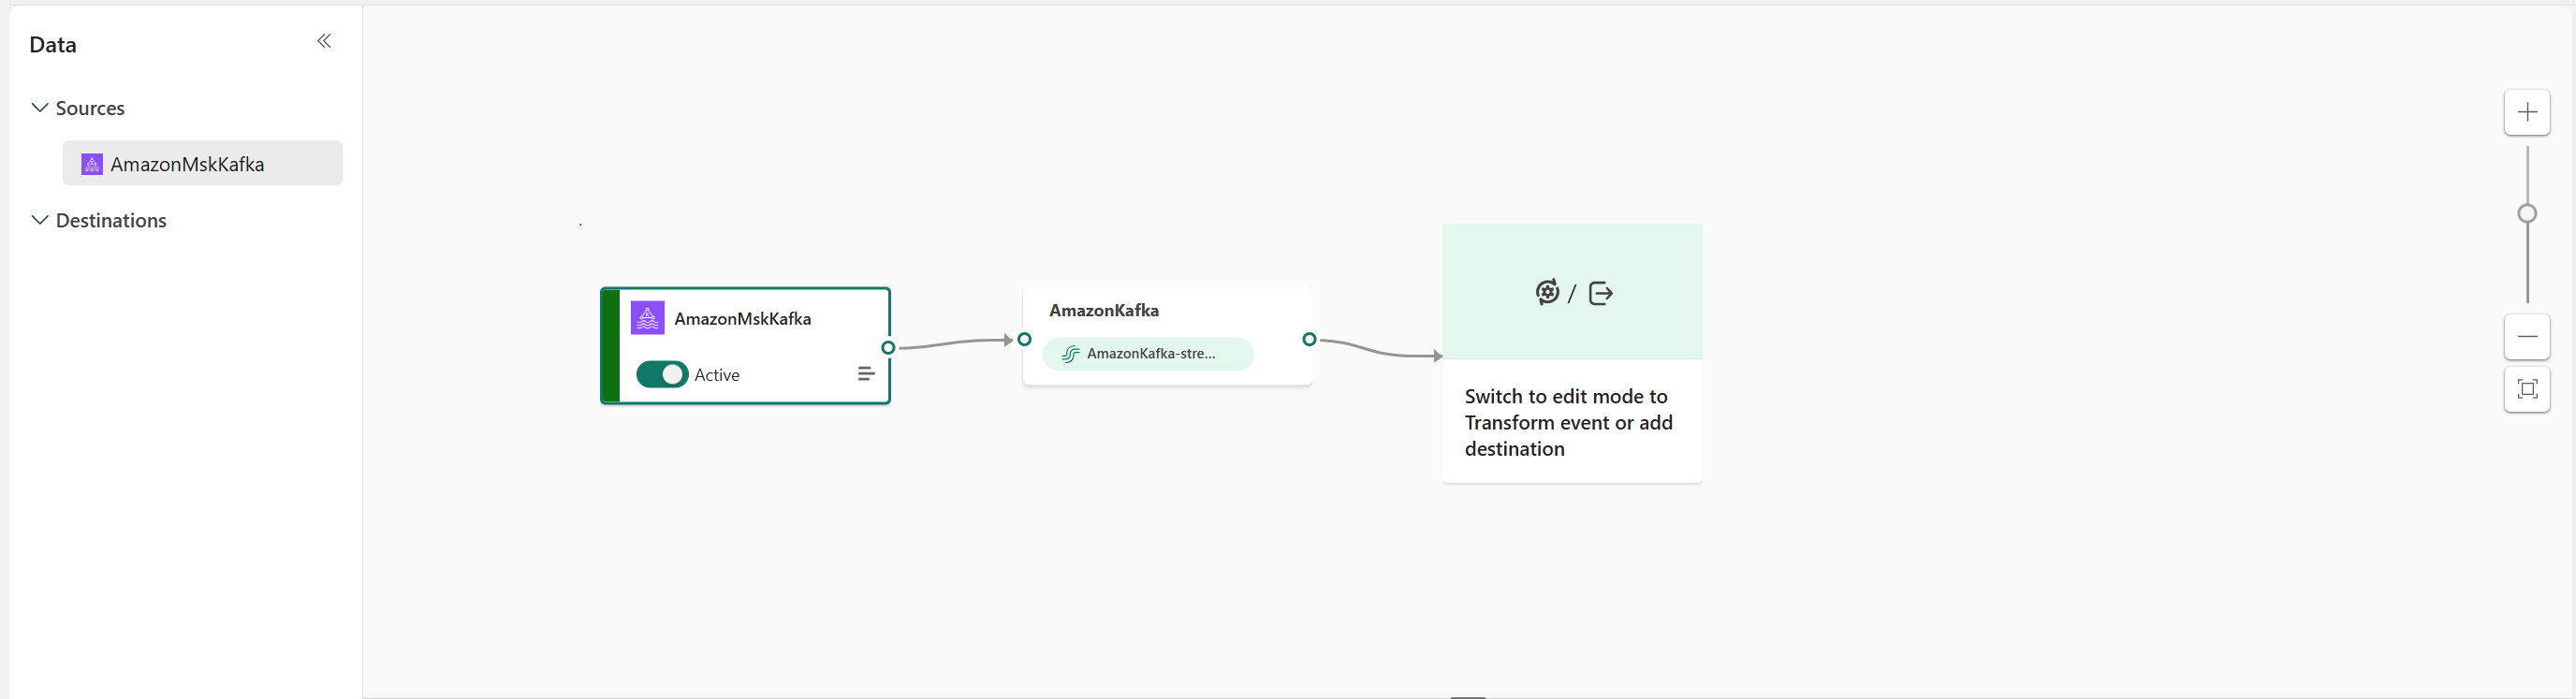 Data
Sources
AmazonMskKafka
Destinations
AmazonMskKafka
Active
AmazonKafka
AmazonKafka-stre...
/
Switch to edit mode to
Transform event or add
destination